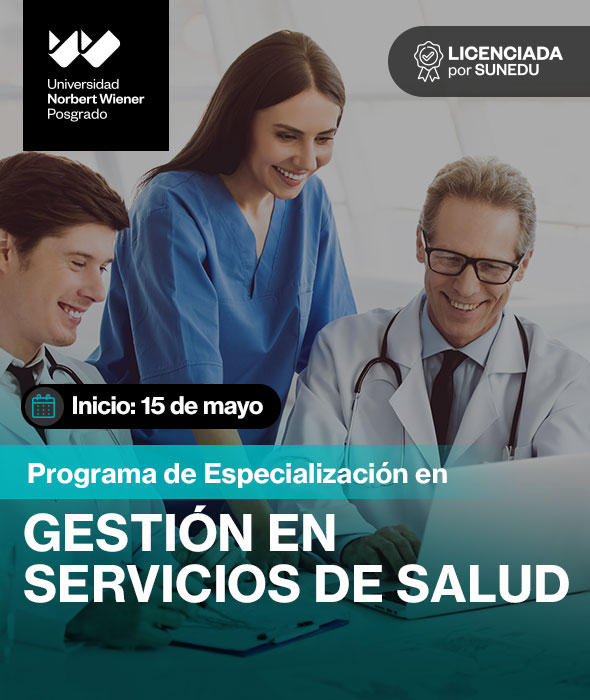 Universidad
Norbert Wiener
Posgrado
LICENCIADA
por SUNEDU
Inicio: 15 de mayo
Programa de Especialización en
GESTIÓN EN
SERVICIOS DE SALUD